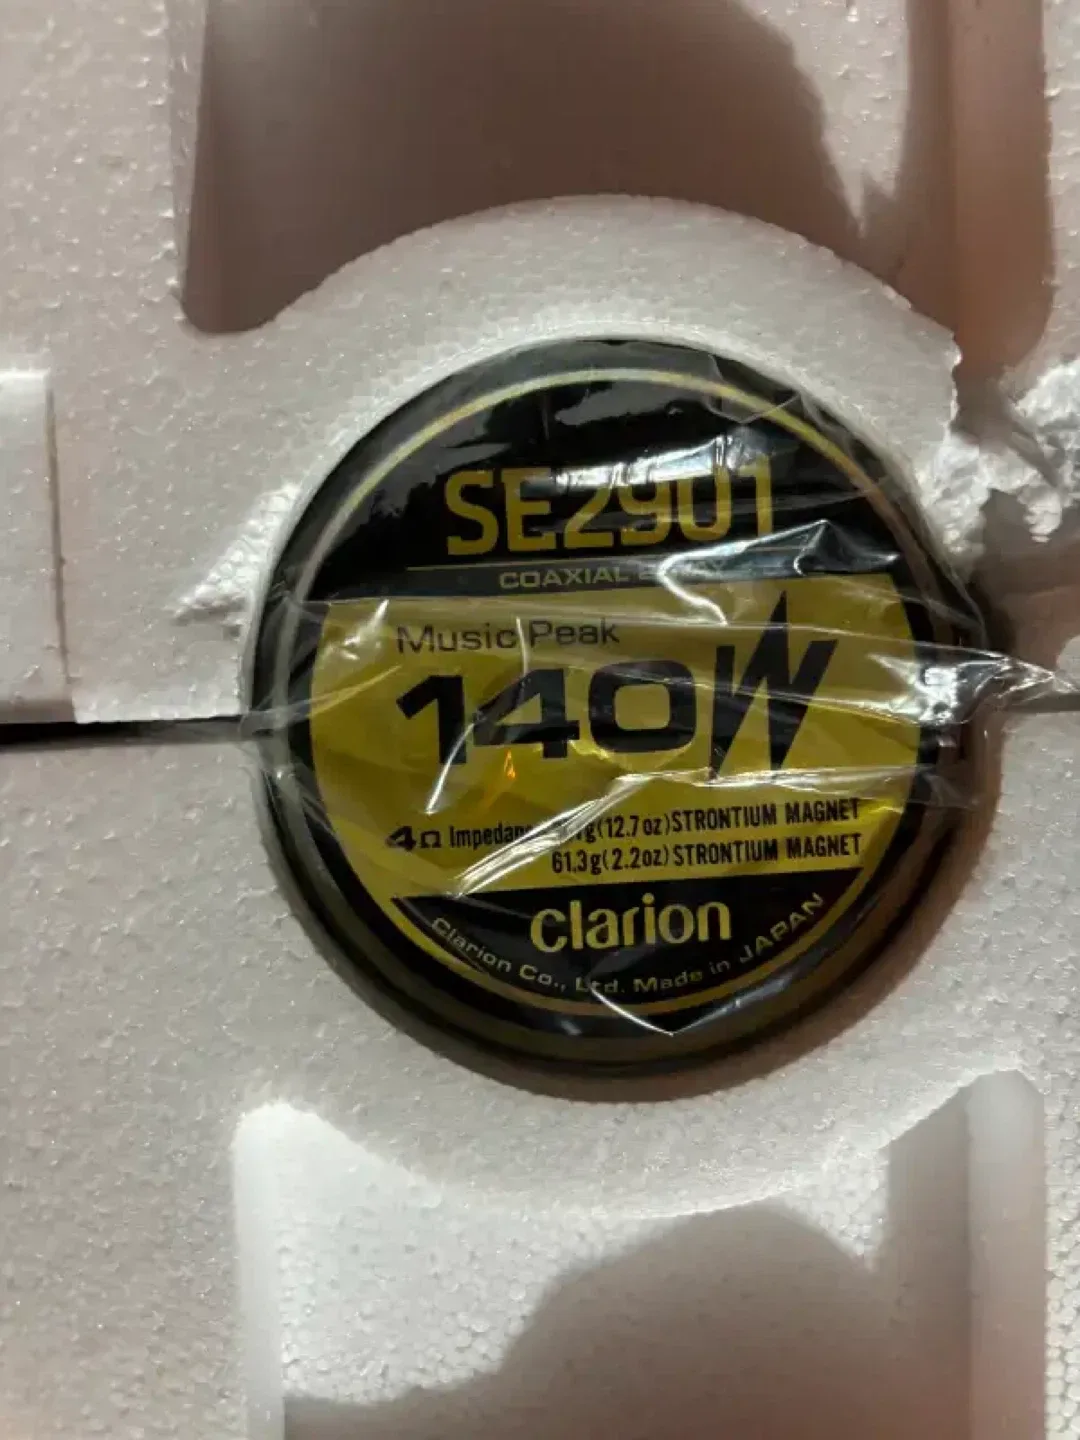 SE2901
COAXIAL
Music Peak
140W
4Ω Impedance g(12.7oz)STRONTIUM MAGNET
61.3g(2.2oz)STRONTIUM MAGNET
clarion
Clarion Co., Ltd. Made in JAPAN